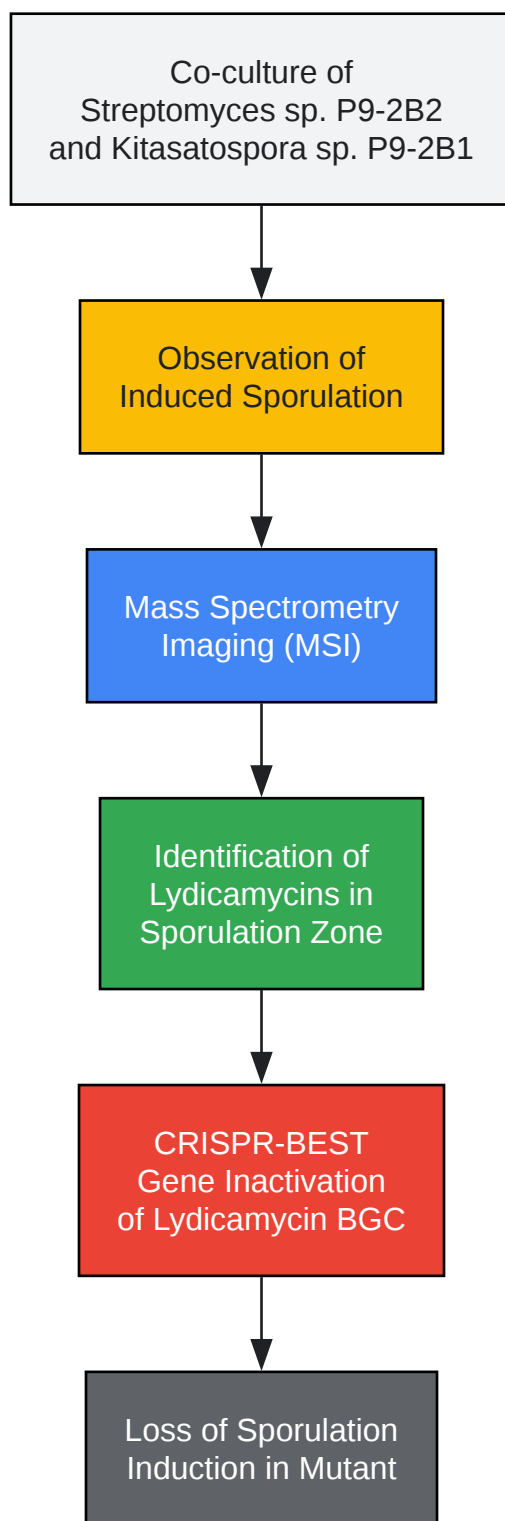 Co-culture of
Streptomyces sp. P9-2B2
and Kitasatospora sp. P9-2B1
Observation of
Induced Sporulation
Mass Spectrometry
Imaging (MSI)
Identification of
Lydicamycins in
Sporulation Zone
CRISPR-BEST
Gene Inactivation
of Lydicamycin BGC
Loss of Sporulation
Induction in Mutant